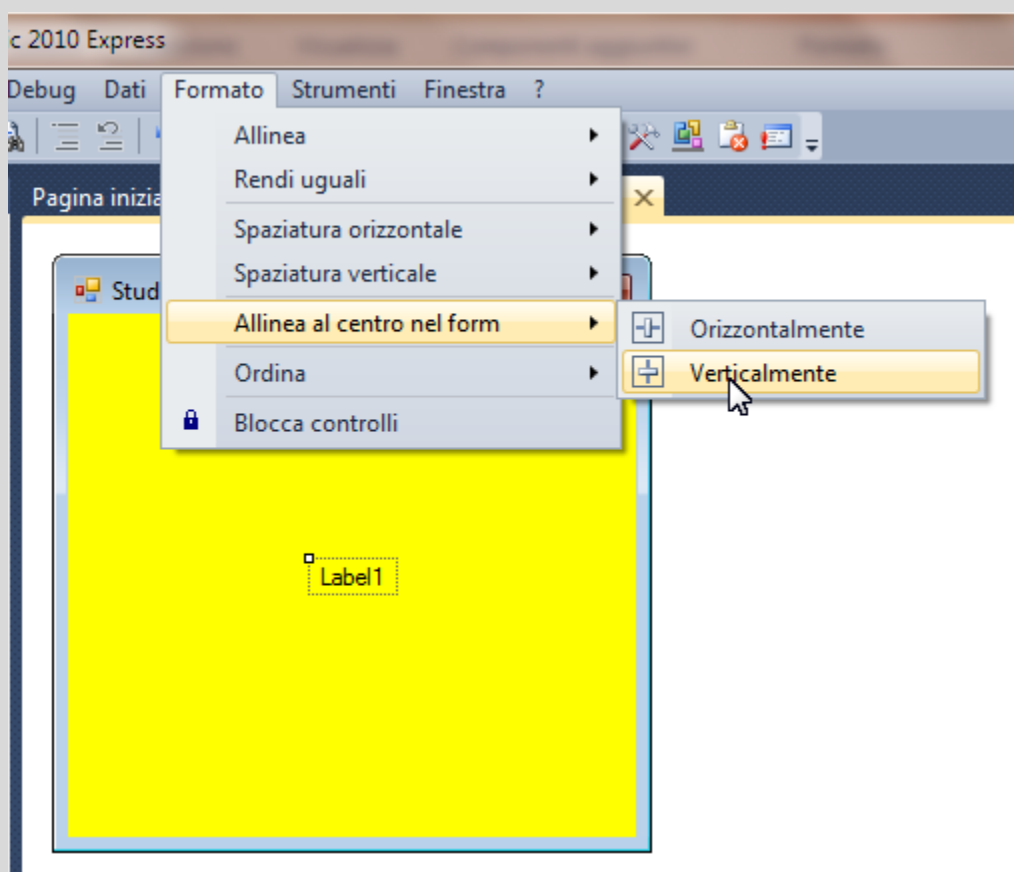 ic 2010 Express
Debug Dati Formato Strumenti Finestra ?
Allinea
Rendi uguali
Pagina inizia
Spaziatura orizzontale
Spaziatura verticale
Stud
Allinea al centro nel form
Orizzontalmente
Ordina
Verticalmente
Blocca controlli
Label1